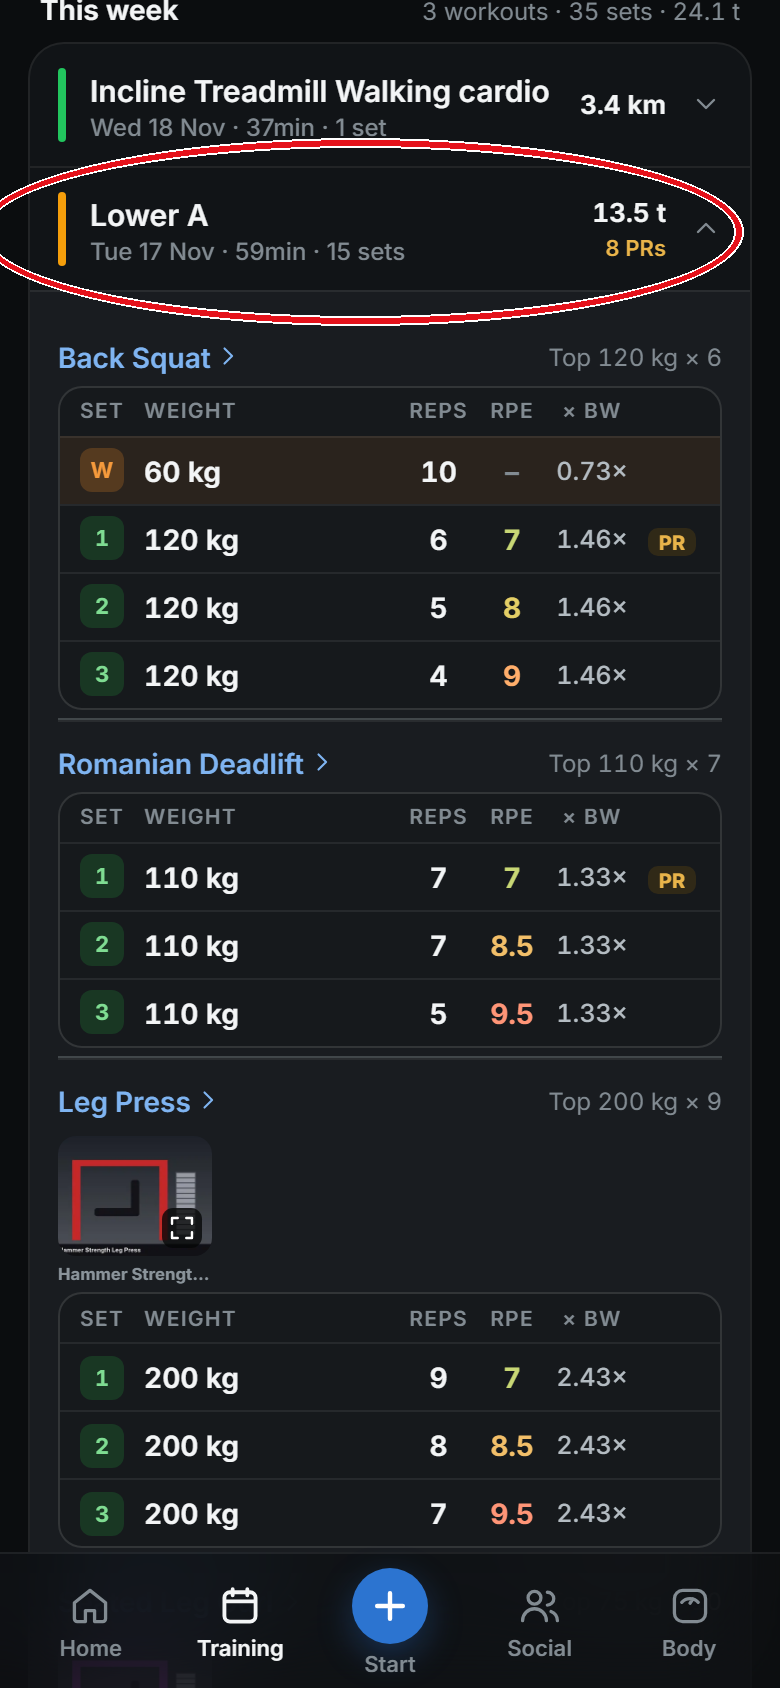 This week
3 workouts · 35 sets · 24.1 t
Incline Treadmill Walking cardio
3.4 km
Wed 18 Nov · 37min · 1 set
Lower A
13.5 t
Tue 17 Nov · 59min · 15 sets
8 PRs
Back Squat
Top 120 kg × 6
SET WEIGHT REPS RPE × BW
W 60 kg 10 – 0.73×
1 120 kg 6 7 1.46× PR
2 120 kg 5 8 1.46×
3 120 kg 4 9 1.46×
Romanian Deadlift
Top 110 kg × 7
SET WEIGHT REPS RPE × BW
1 110 kg 7 7 1.33× PR
2 110 kg 7 8.5 1.33×
3 110 kg 5 9.5 1.33×
Leg Press
Top 200 kg × 9
Strength Leg Press
Hammer Strengt...
SET WEIGHT REPS RPE × BW
1 200 kg 9 7 2.43×
2 200 kg 8 8.5 2.43×
3 200 kg 7 9.5 2.43×
Home Training Start Social Body